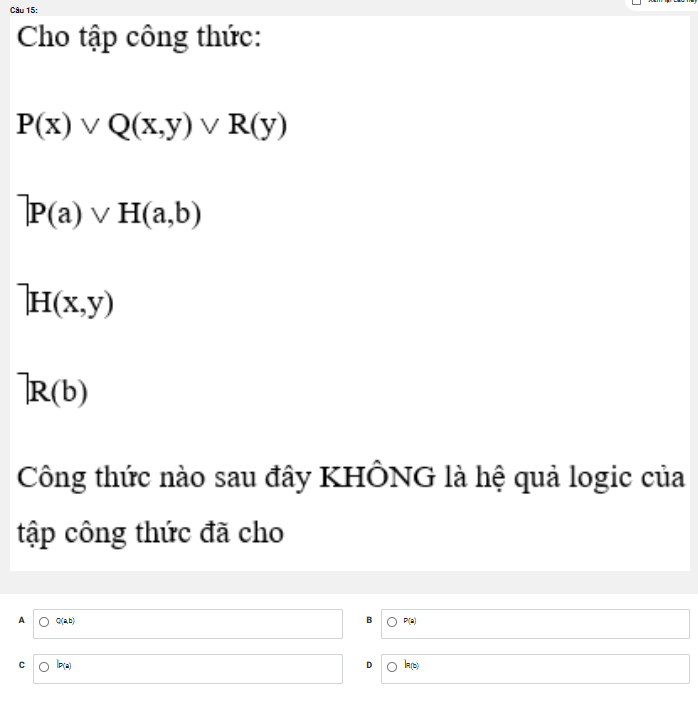 Câu 15:
Cho tập công thức:
P(x) ∨ Q(x,y) ∨ R(y)
⌉P(a) ∨ H(a,b)
⌉H(x,y)
⌉R(b)
Công thức nào sau đây KHÔNG là hệ quả logic của
tập công thức đã cho
A Q(a,b)
B P(a)
C ⌉P(a)
D ⌉R(b)